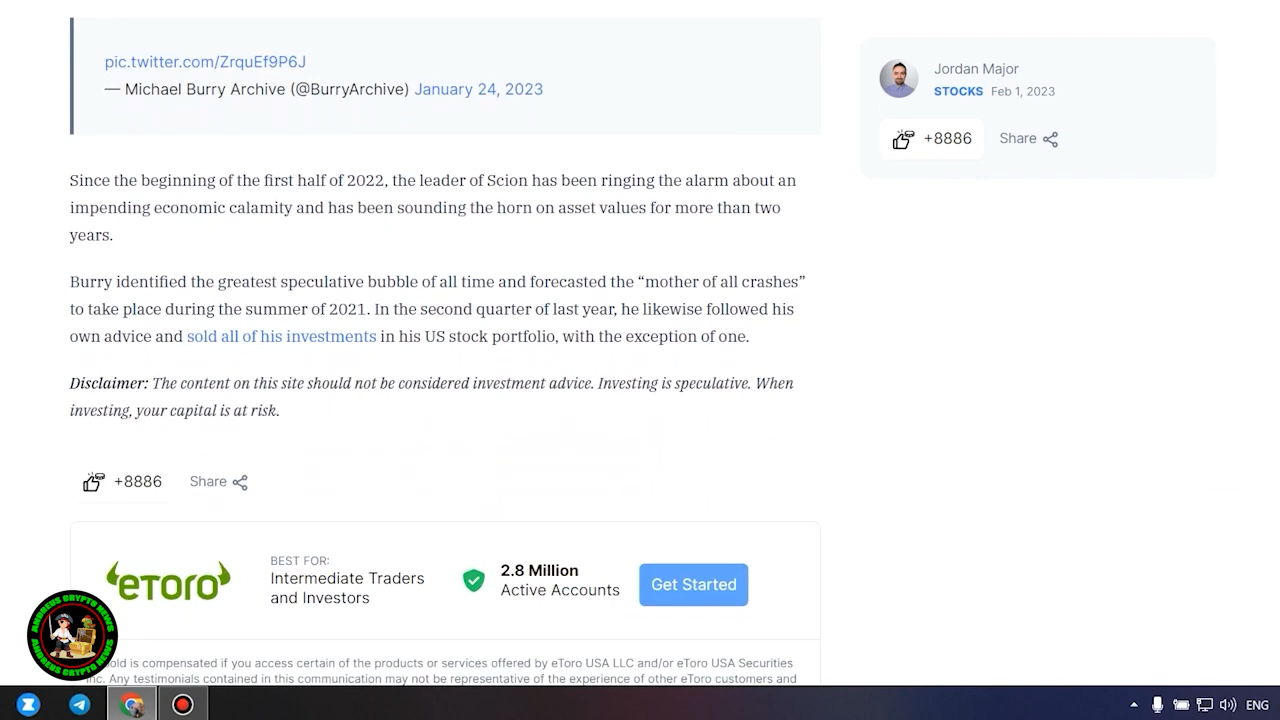 pic.twitter.com/ZrquEf9P6J
— Michael Burry Archive (@BurryArchive) January 24, 2023
Jordan Major
STOCKS Feb 1, 2023
+8886 Share
Since the beginning of the first half of 2022, the leader of Scion has been ringing the alarm about an
impending economic calamity and has been sounding the horn on asset values for more than two
years.
Burry identified the greatest speculative bubble of all time and forecasted the “mother of all crashes”
to take place during the summer of 2021. In the second quarter of last year, he likewise followed his
own advice and sold all of his investments in his US stock portfolio, with the exception of one.
Disclaimer: The content on this site should not be considered investment advice. Investing is speculative. When
investing, your capital is at risk.
+8886 Share
eToro
BEST FOR:
Intermediate Traders
and Investors
2.8 Million
Active Accounts
Get Started
is compensated if you access certain of the products or services offered by eToro USA LLC and/or eToro USA Securities
Inc. Any testimonials contained in this communication may not be representative of the experience of other eToro customers and
ANDREUS CRYPTO NEWS
ANDREUS CRYPTO NEWS
ENG